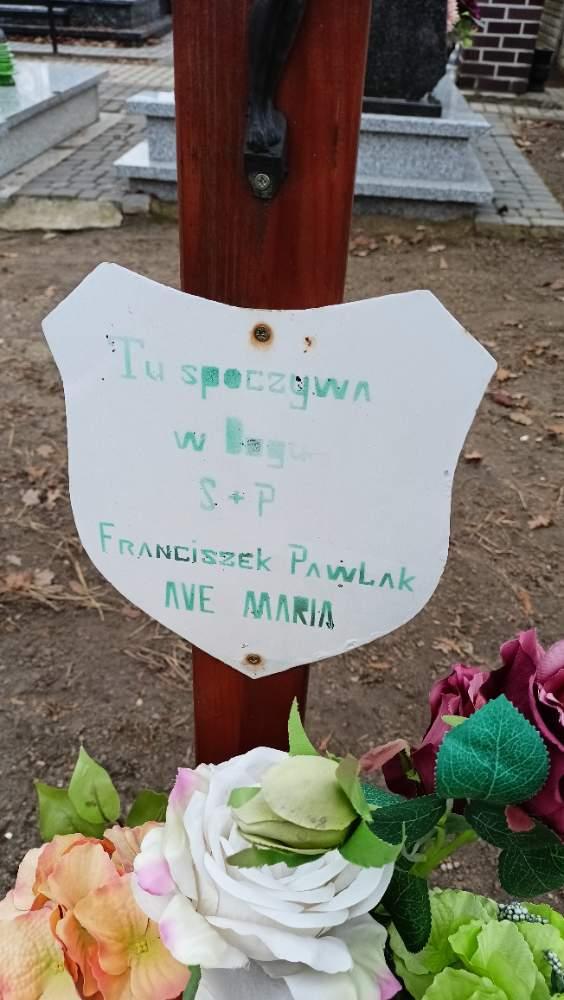 Tu spoczywa
w Bogu
S+P
Franciszek Pawlak
AVE MARIA